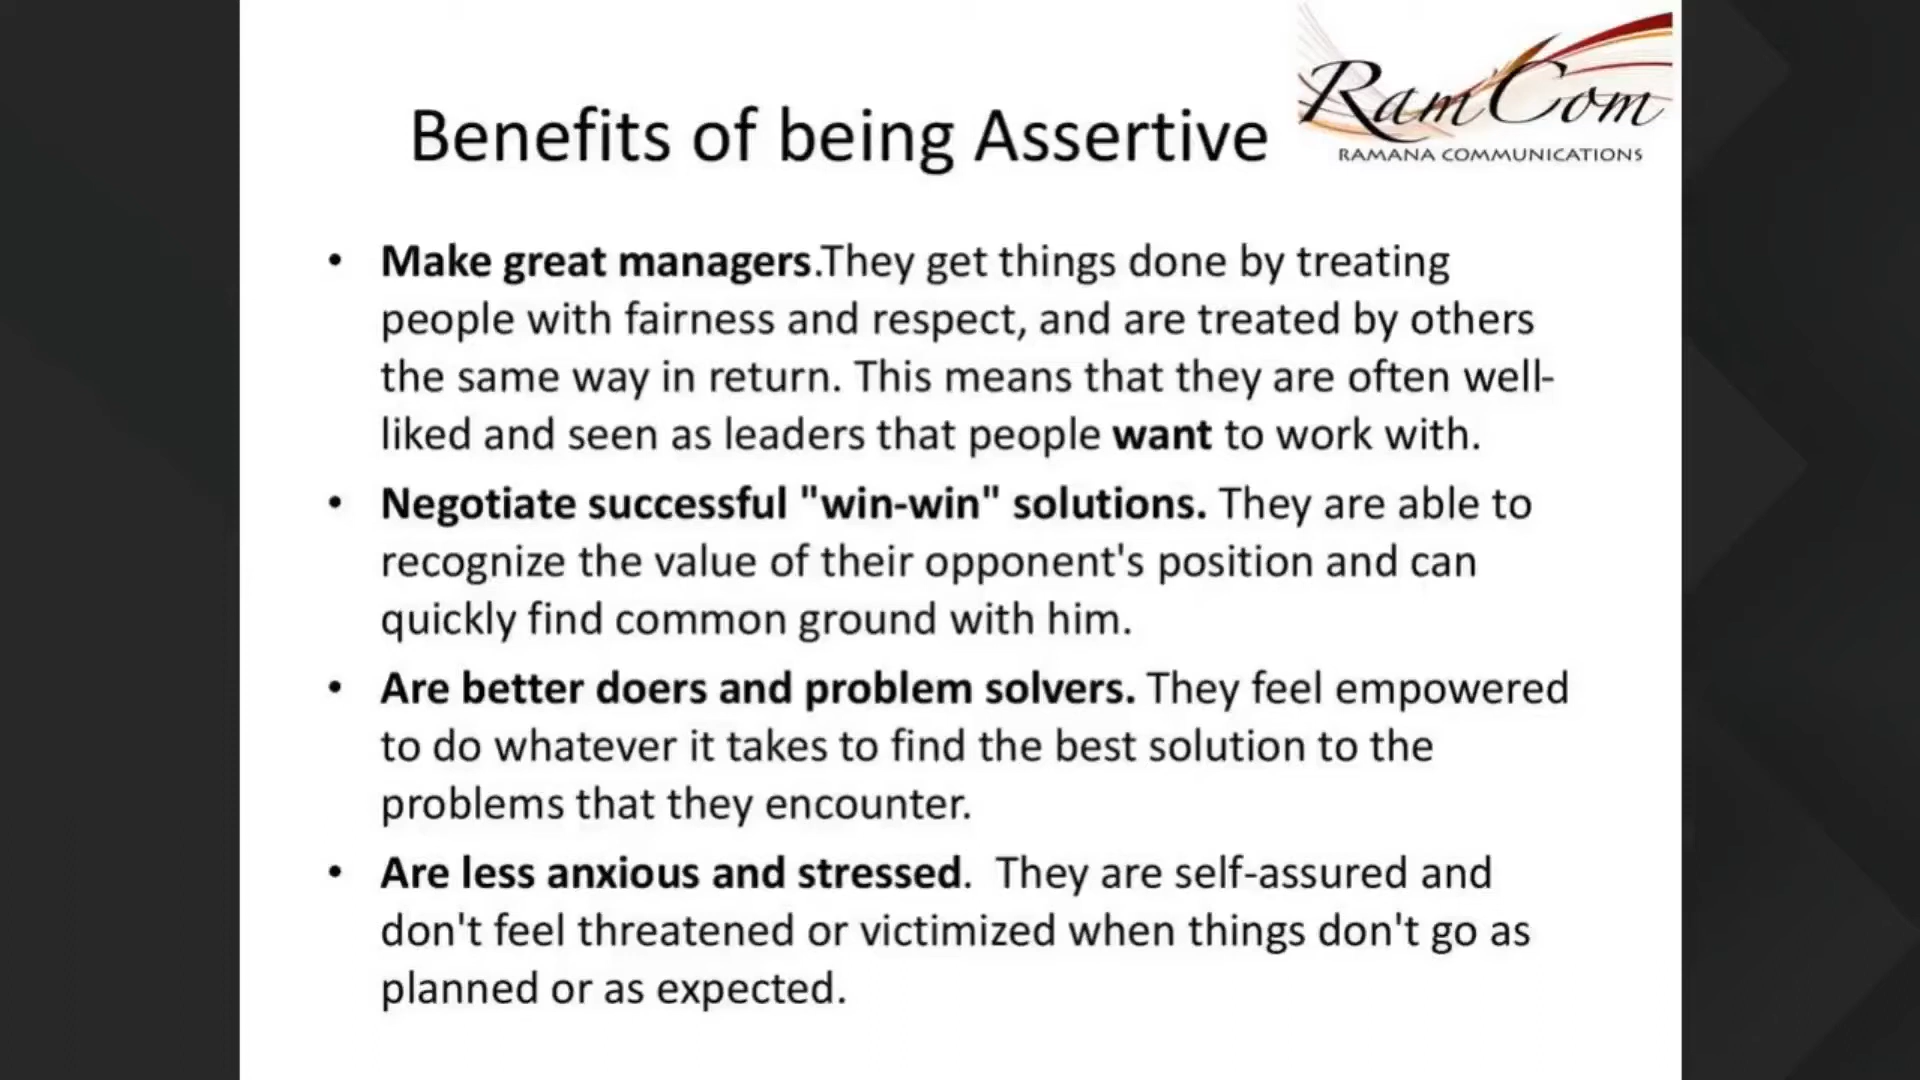 RamCom
RAMANA COMMUNICATIONS
Benefits of being Assertive
• Make great managers.They get things done by treating
people with fairness and respect, and are treated by others
the same way in return. This means that they are often well-
liked and seen as leaders that people want to work with.
• Negotiate successful "win-win" solutions. They are able to
recognize the value of their opponent's position and can
quickly find common ground with him.
• Are better doers and problem solvers. They feel empowered
to do whatever it takes to find the best solution to the
problems that they encounter.
• Are less anxious and stressed.  They are self-assured and
don't feel threatened or victimized when things don't go as
planned or as expected.